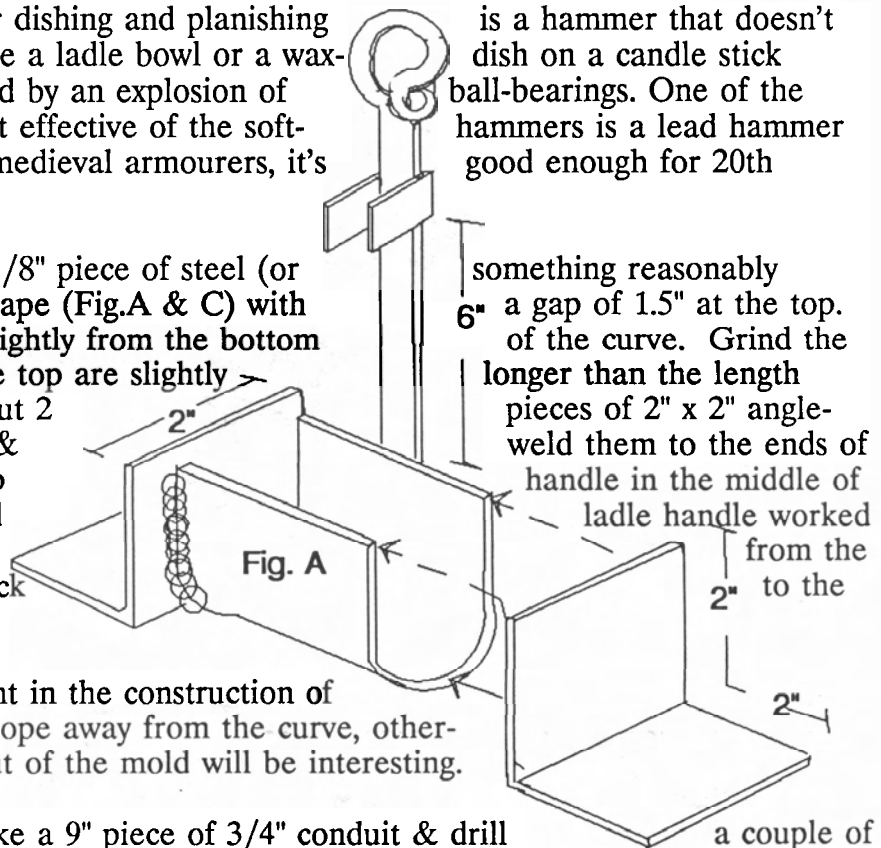 r dishing and planishing is a hammer that doesn't
e a ladle bowl or a wax- dish on a candle stick
d by an explosion of ball-bearings. One of the
t effective of the soft- hammers is a lead hammer
medieval armourers, it's good enough for 20th
/8" piece of steel (or something reasonably
ape (Fig.A & C) with a gap of 1.5" at the top.
ightly from the bottom of the curve. Grind the
e top are slightly longer than the length
ut 2 pieces of 2" x 2" angle-
& weld them to the ends of
handle in the middle of
ladle handle worked
from the
ck to the
6"
2"
Fig. A
2"
2"
nt in the construction of
ope away from the curve, other-
t of the mold will be interesting.
ke a 9" piece of 3/4" conduit & drill a couple of